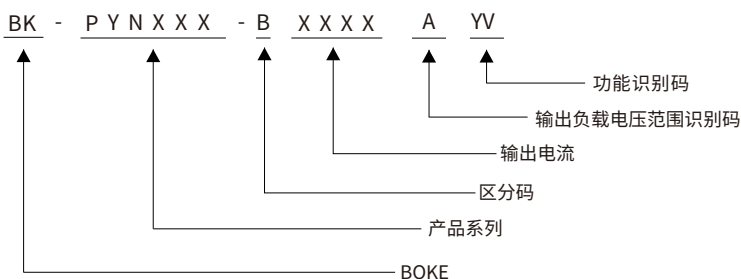 BK - PYNXXX - B XXXX A YV
功能识别码
输出负载电压范围识别码
输出电流
区分码
产品系列
BOKE